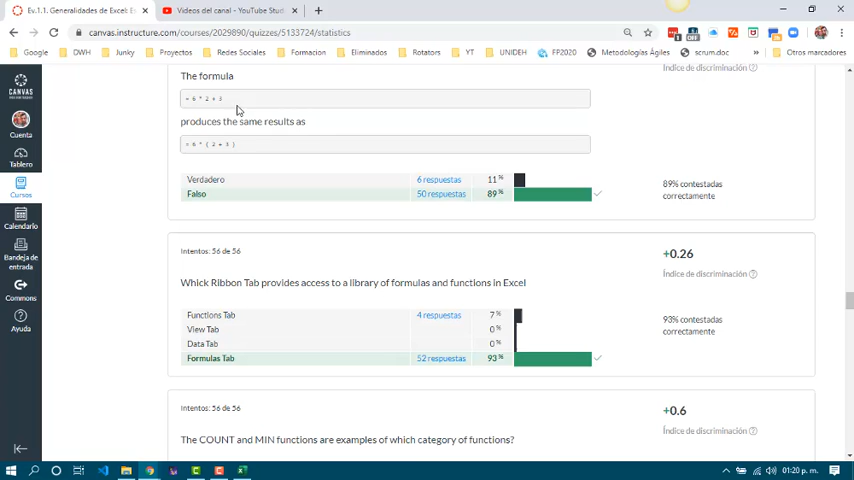 Ev.1.1. Generalidades de Excel: E
Videos del canal - YouTube Stud
canvas.instructure.com/courses/2029890/quizzes/5133724/statistics
Google
DWH
Junky
Proyectos
Redes Sociales
Formacion
Eliminados
Rotators
YT
UNIDEH
FP2020
Metodologías Ágiles
scrum.doc
Otros marcadores
CANVAS
Cuenta
Tablero
Cursos
Calendario
Bandeja de
entrada
Commons
Ayuda
Índice de discriminación
The formula
= 6 * 2 + 3
produces the same results as
= 6 * ( 2 + 3 )
Verdadero 6 respuestas 11%
Falso 50 respuestas 89%
89% contestadas
correctamente
Intentos: 56 de 56
+0.26
Índice de discriminación
Whick Ribbon Tab provides access to a library of formulas and functions in Excel
Functions Tab 4 respuestas 7%
View Tab 0%
Data Tab 0%
Formulas Tab 52 respuestas 93%
93% contestadas
correctamente
Intentos: 56 de 56
+0.6
Índice de discriminación
The COUNT and MIN functions are examples of which category of functions?
01:20 p. m.